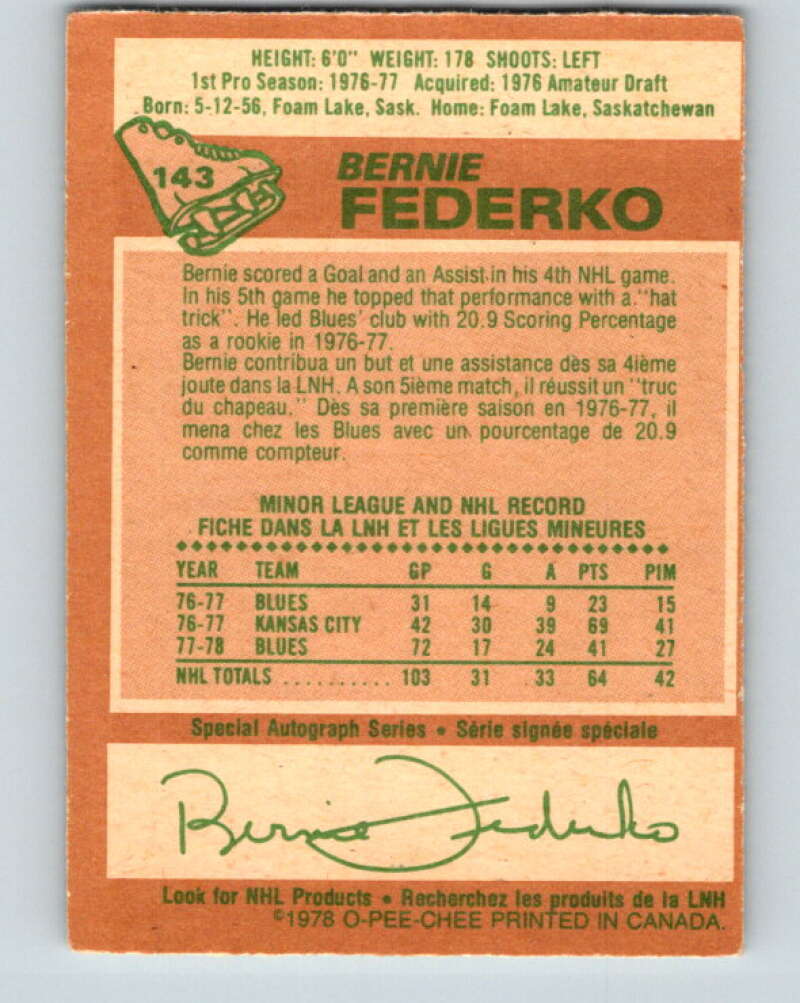 HEIGHT: 6'0" WEIGHT: 178 SHOOTS: LEFT
1st Pro Season: 1976-77 Acquired: 1976 Amateur Draft
Born: 5-12-56, Foam Lake, Sask. Home: Foam Lake, Saskatchewan
143
BERNIE
FEDERKO
Bernie scored a Goal and an Assist in his 4th NHL game.
In his 5th game he topped that performance with a "hat
trick". He led Blues' club with 20.9 Scoring Percentage
as a rookie in 1976-77.
Bernie contribua un but et une assistance dès sa 4ième
joute dans la LNH. A son 5ième match, il réussit un "truc
du chapeau." Dès sa première saison en 1976-77, il
mena chez les Blues avec un pourcentage de 20.9
comme compteur.
MINOR LEAGUE AND NHL RECORD
FICHE DANS LA LNH ET LES LIGUES MINEURES
YEAR TEAM GP G A PTS PIM
76-77 BLUES 31 14 9 23 15
76-77 KANSAS CITY 42 30 39 69 41
77-78 BLUES 72 17 24 41 27
NHL TOTALS .......... 103 31 33 64 42
Special Autograph Series • Série signée spéciale
Bernie Federko
Look for NHL Products • Recherchez les produits de la LNH
©1978 O-PEE-CHEE PRINTED IN CANADA.